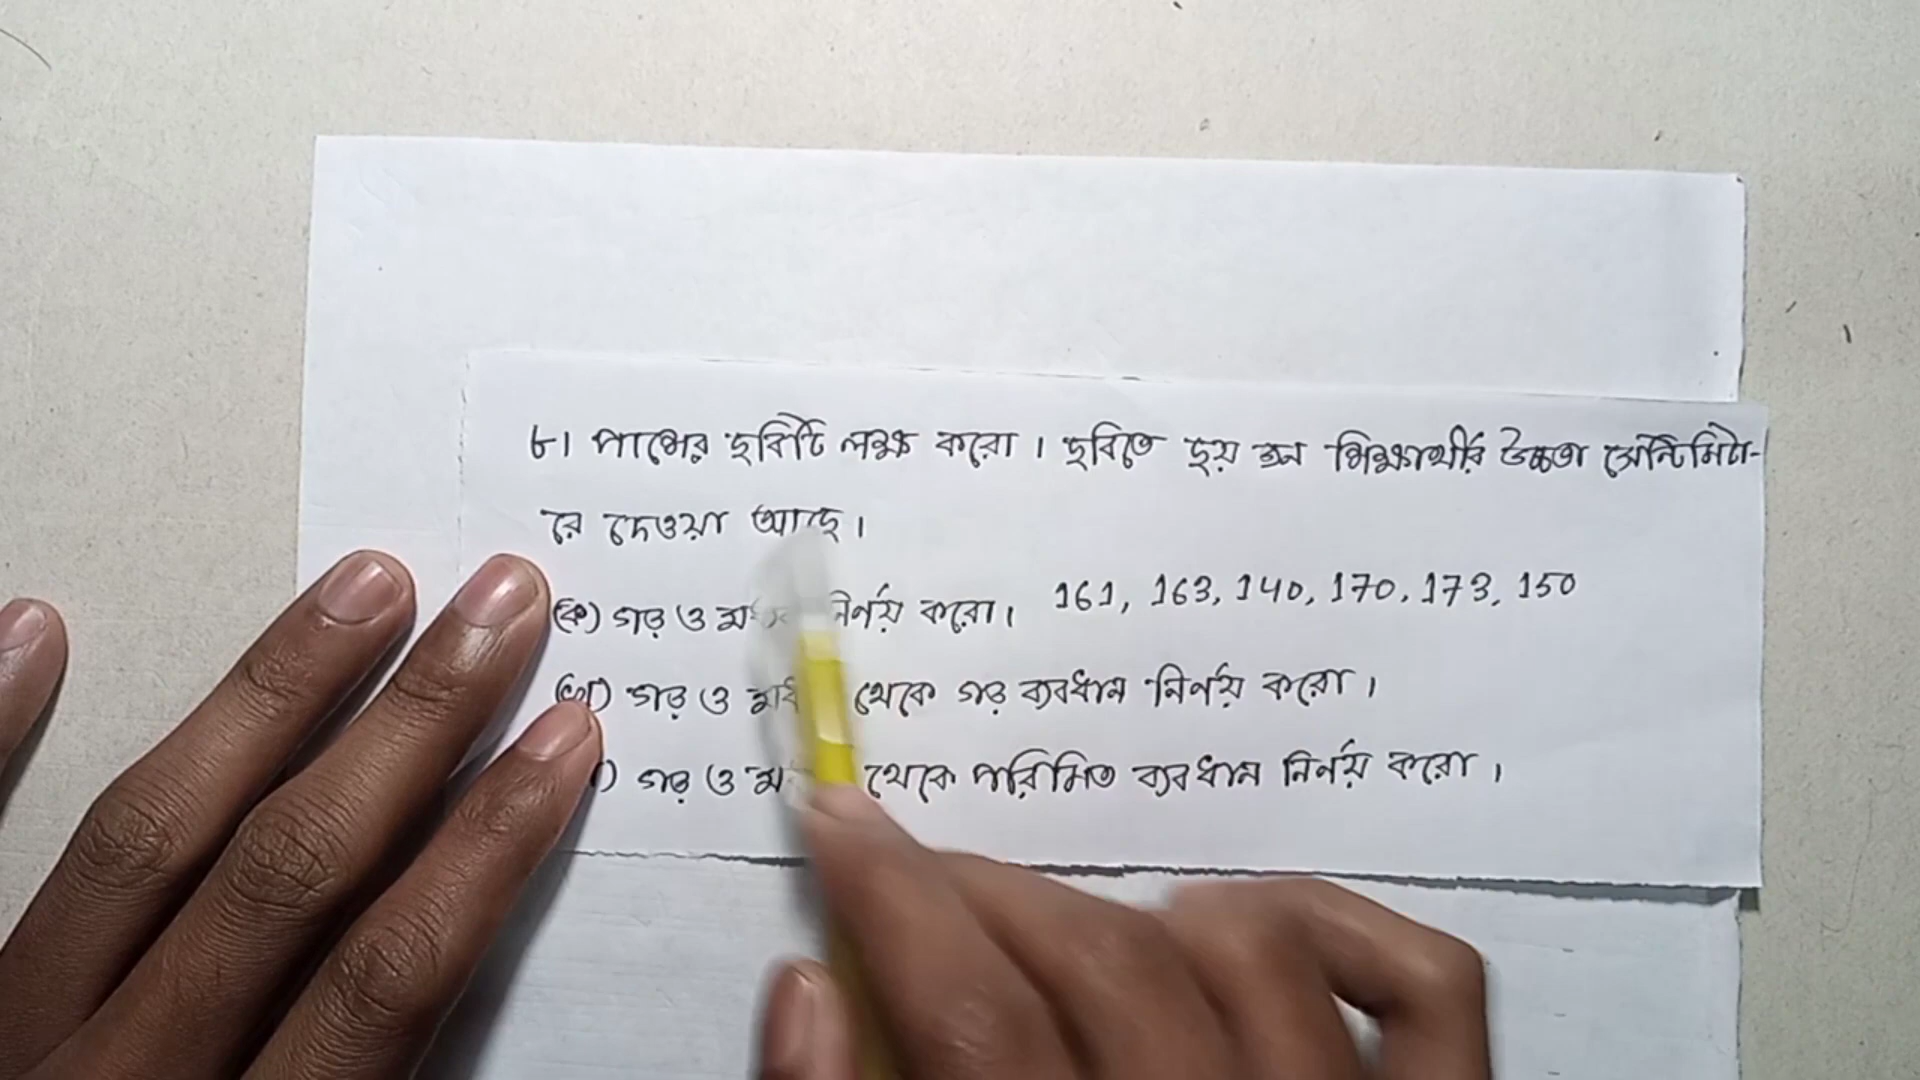 ৮। পাশের ছবিটি লক্ষ করো। ছবিতে ছয় জন শিক্ষার্থীর উচ্চতা সেন্টিমিটা-
রে দেওয়া আছে।
(ক) গড় ও নির্ণয় করো। 161, 163, 140, 170, 173, 150
(খ) গড় ও থেকে গড় ব্যবধান নির্ণয় করো।
গড় ও থেকে পরিমিত ব্যবধান নির্ণয় করো।